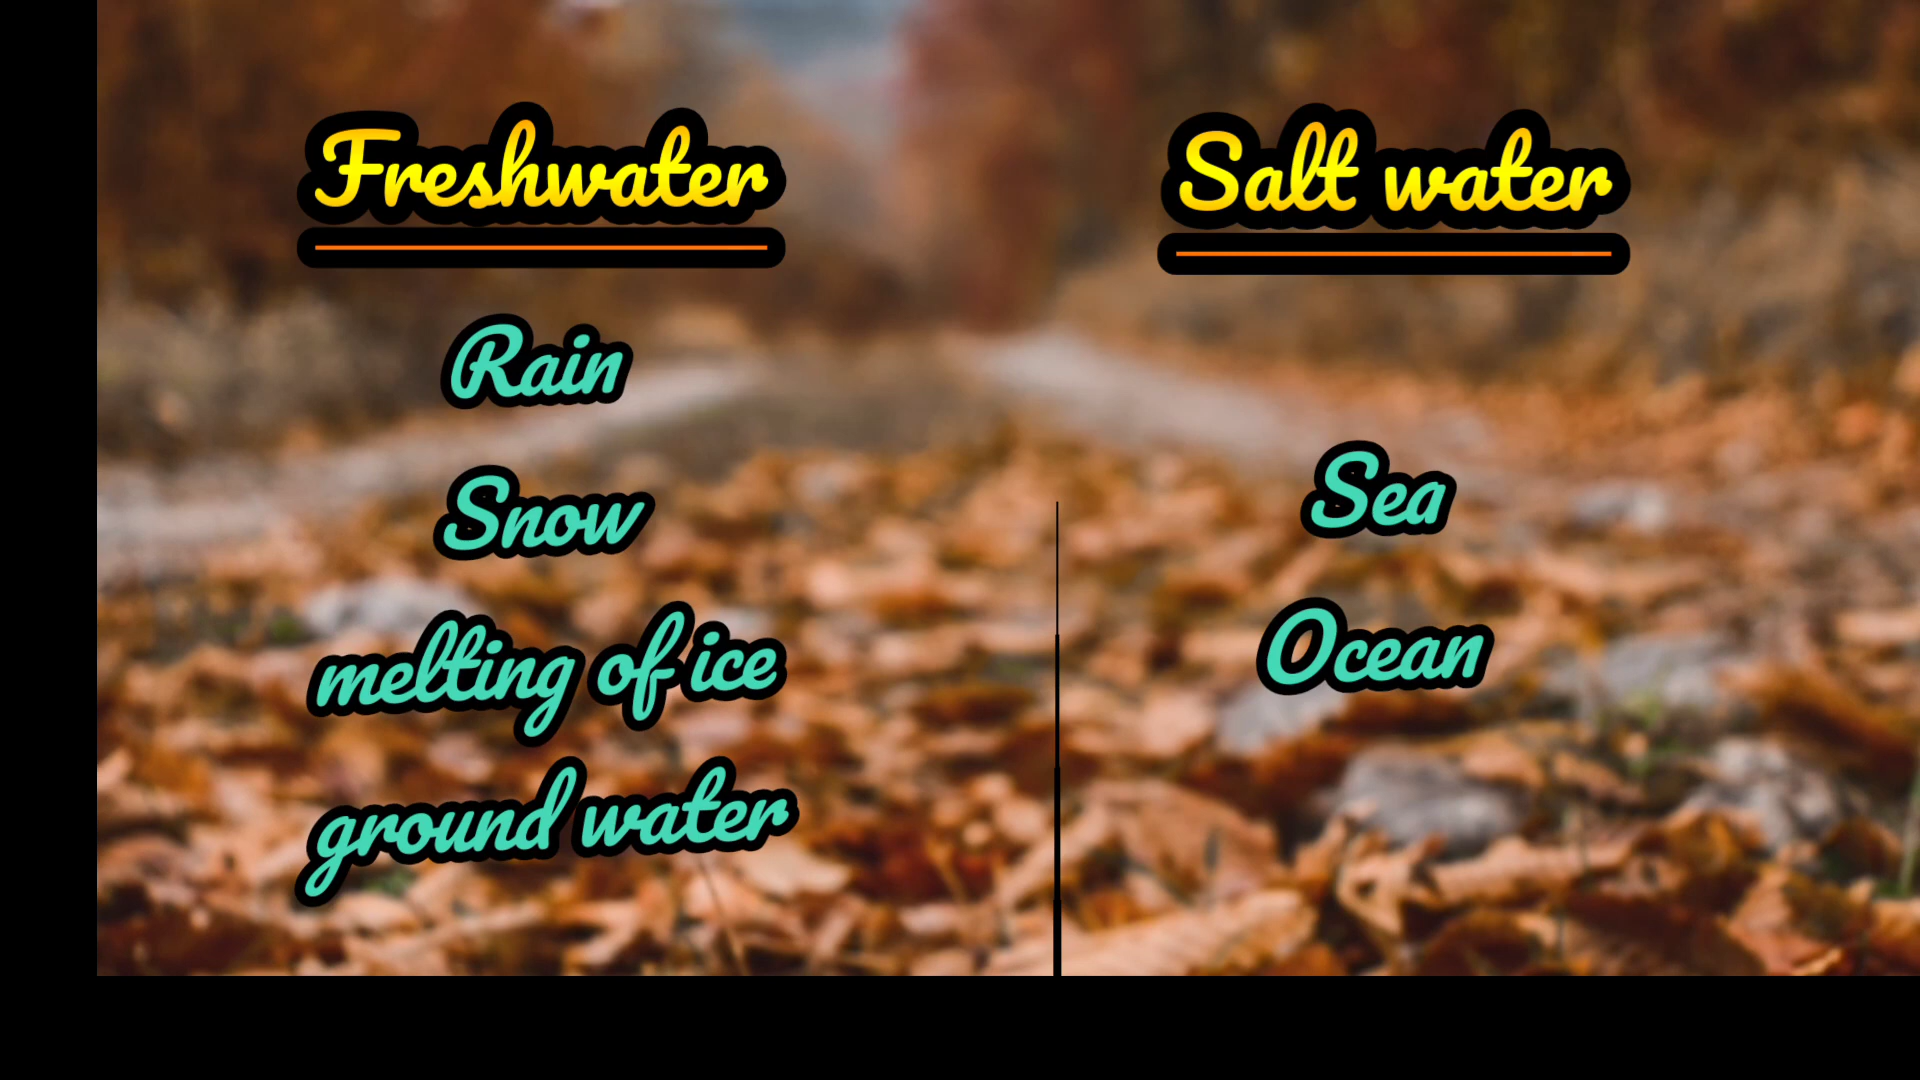 Freshwater
Rain
Snow
melting of ice
ground water
Salt water
Sea
Ocean